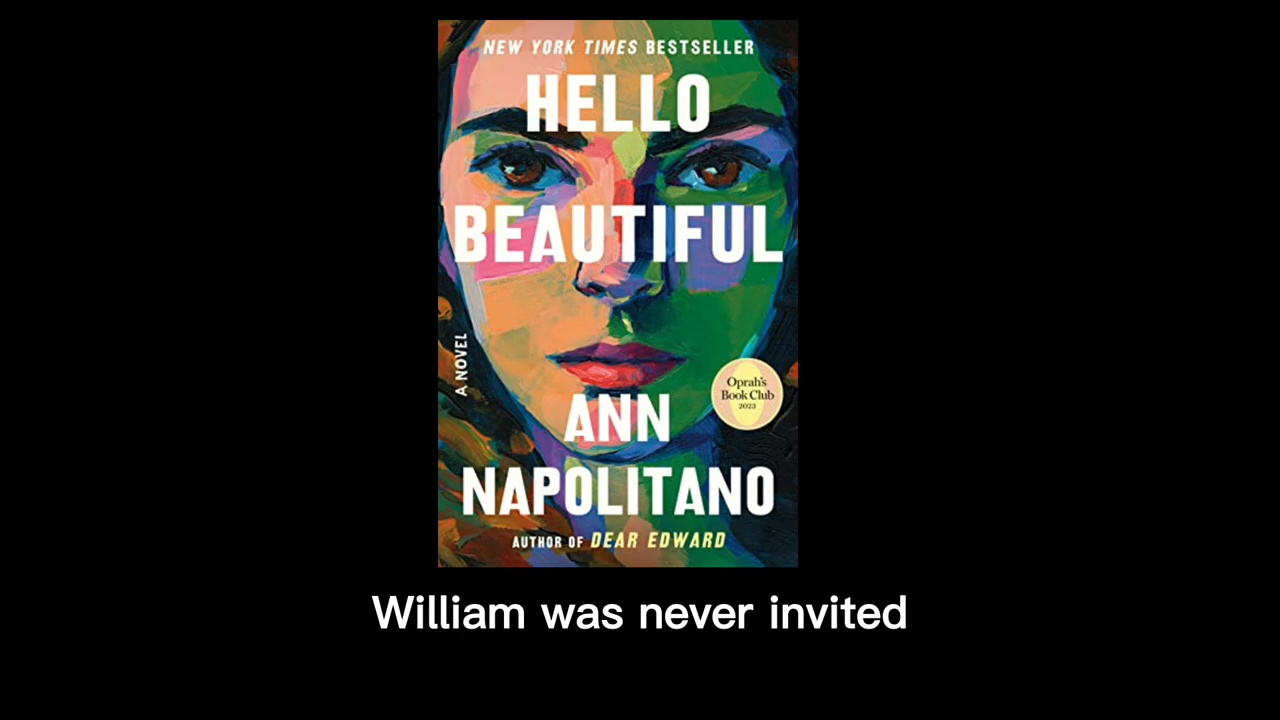 NEW YORK TIMES BESTSELLER
HELLO
BEAUTIFUL
A NOVEL
Oprah's
Book Club
2023
ANN
NAPOLITANO
AUTHOR OF DEAR EDWARD
William was never invited